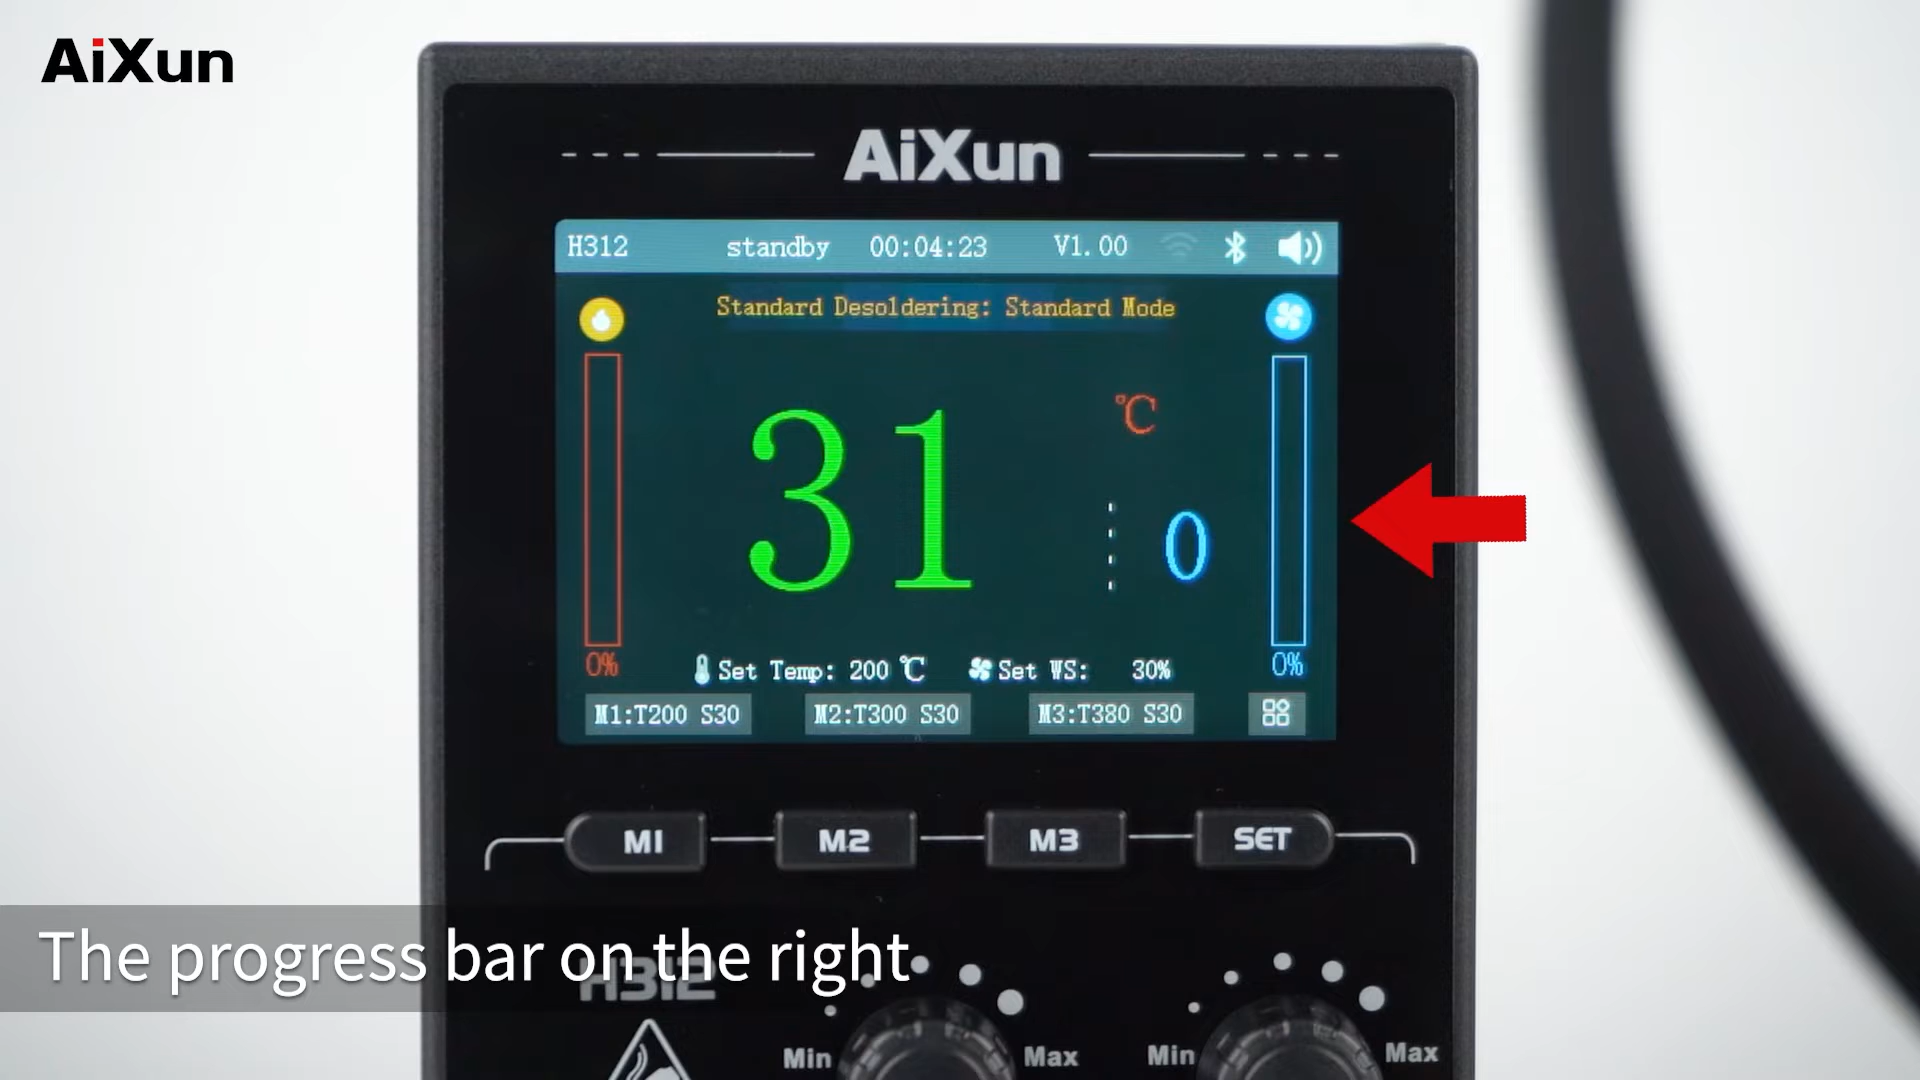 AiXun
AiXun
H312 standby 00:04:23 V1.00
Standard Desoldering: Standard Mode
31 ℃
0
0% Set Temp: 200 ℃ Set WS: 30% 0%
M1:T200 S30 M2:T300 S30 M3:T380 S30
M1 M2 M3 SET
The progress bar on the right
H312
Min Max Min Max